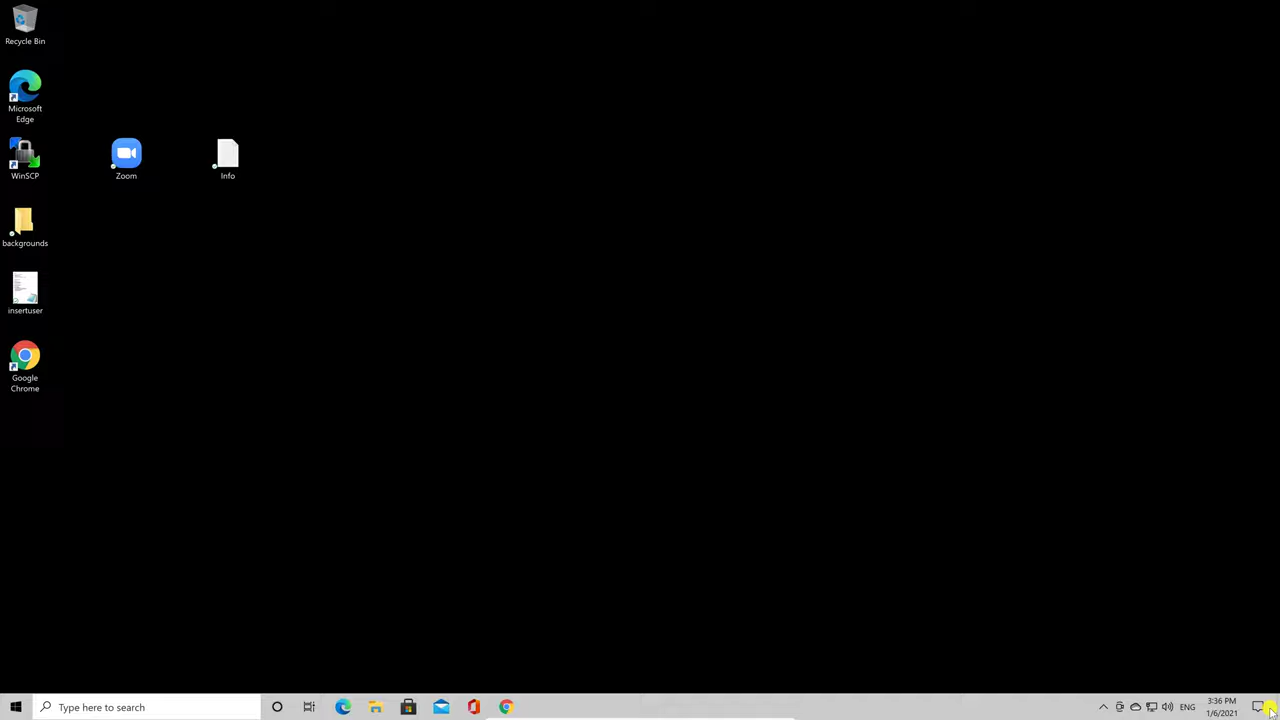 Recycle Bin
Microsoft
Edge
WinSCP
Zoom
Info
backgrounds
insertuser
Google
Chrome
Type here to search
ENG
3:36 PM
1/6/2021